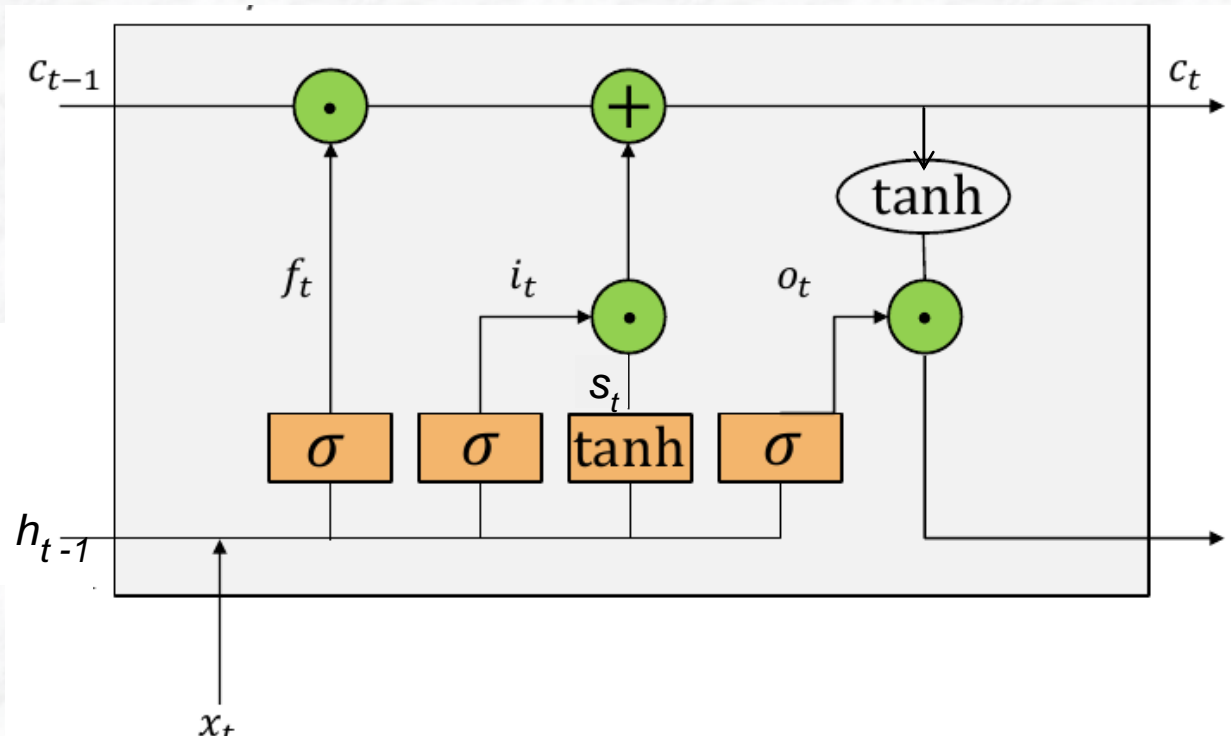 c_{t-1}
c_t
+
tanh
f_t
i_t
o_t
s_t
σ
σ
tanh
σ
h_{t-1}
x_t